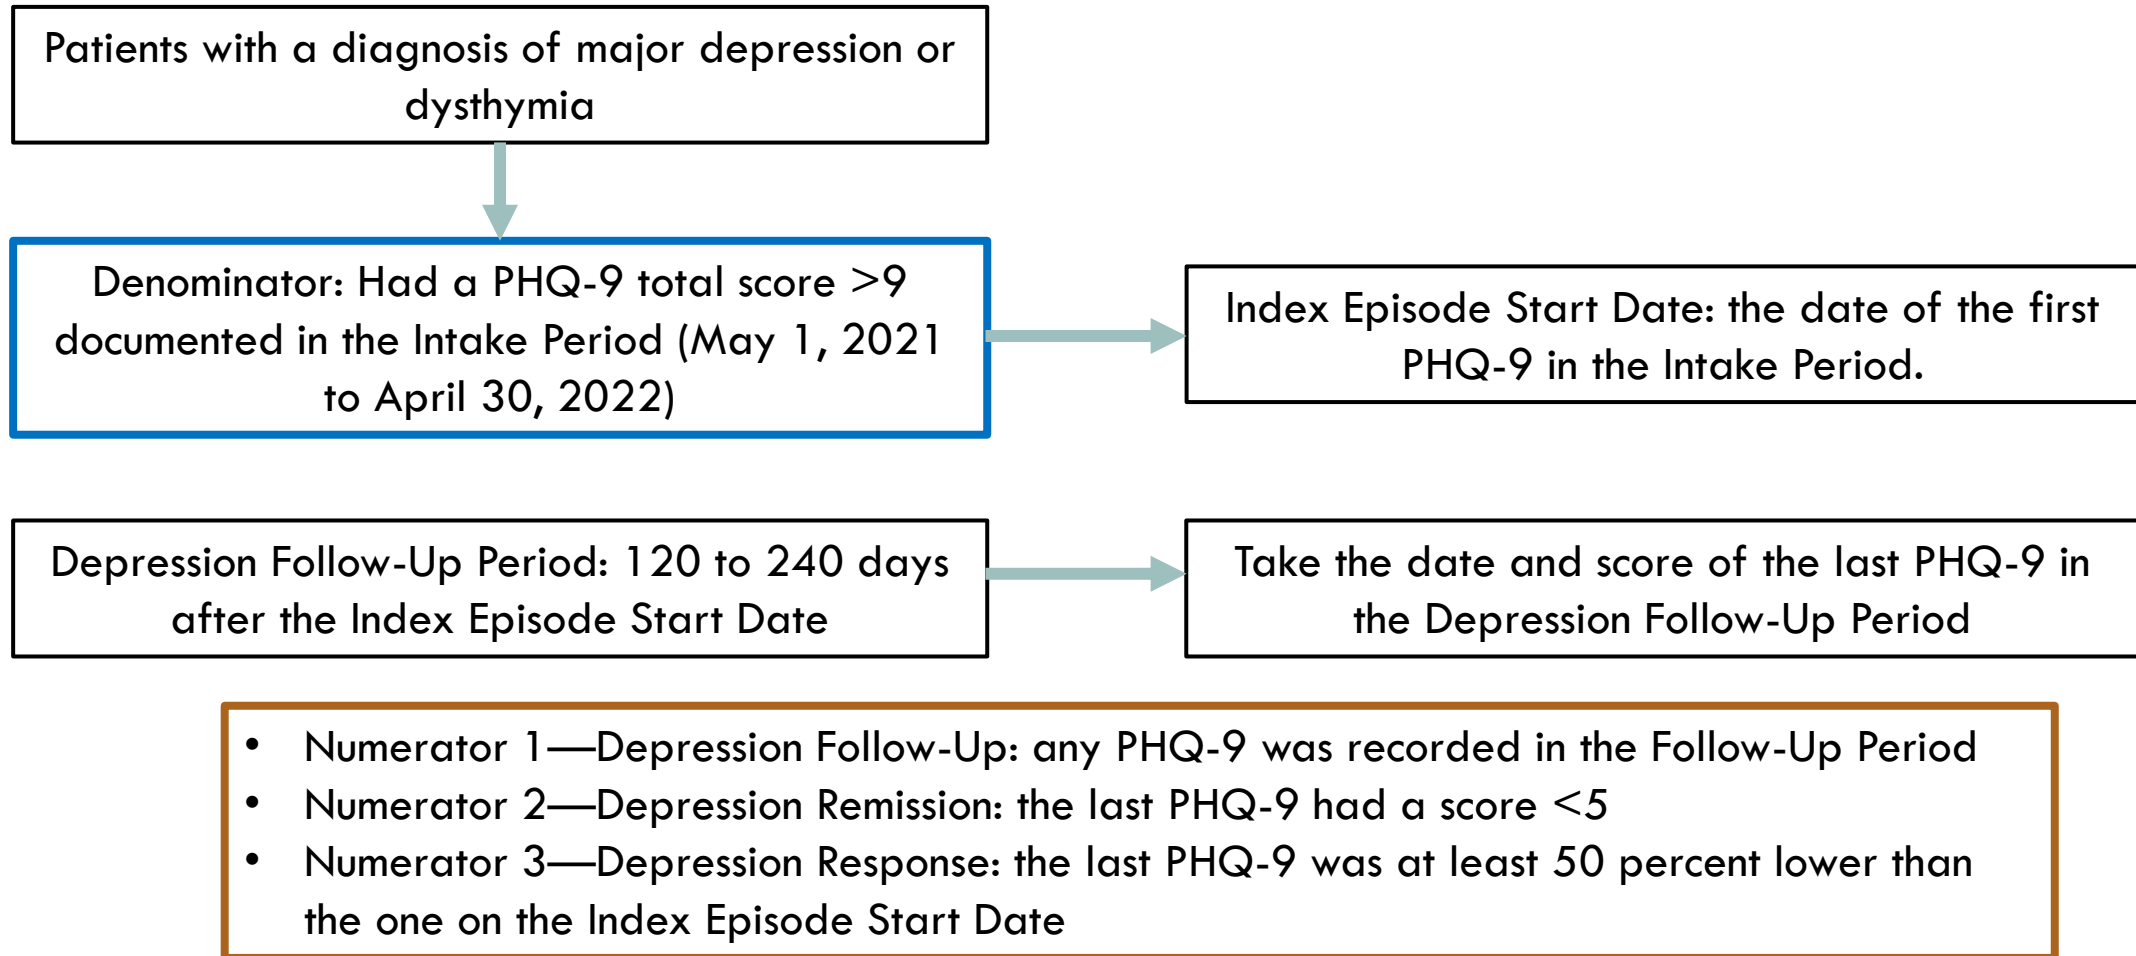 Patients with a diagnosis of major depression or
dysthymia
Denominator: Had a PHQ-9 total score >9
documented in the Intake Period (May 1, 2021
to April 30, 2022)
Index Episode Start Date: the date of the first
PHQ-9 in the Intake Period.
Depression Follow-Up Period: 120 to 240 days
after the Index Episode Start Date
Take the date and score of the last PHQ-9 in
the Depression Follow-Up Period
• Numerator 1—Depression Follow-Up: any PHQ-9 was recorded in the Follow-Up Period
• Numerator 2—Depression Remission: the last PHQ-9 had a score <5
• Numerator 3—Depression Response: the last PHQ-9 was at least 50 percent lower than
the one on the Index Episode Start Date